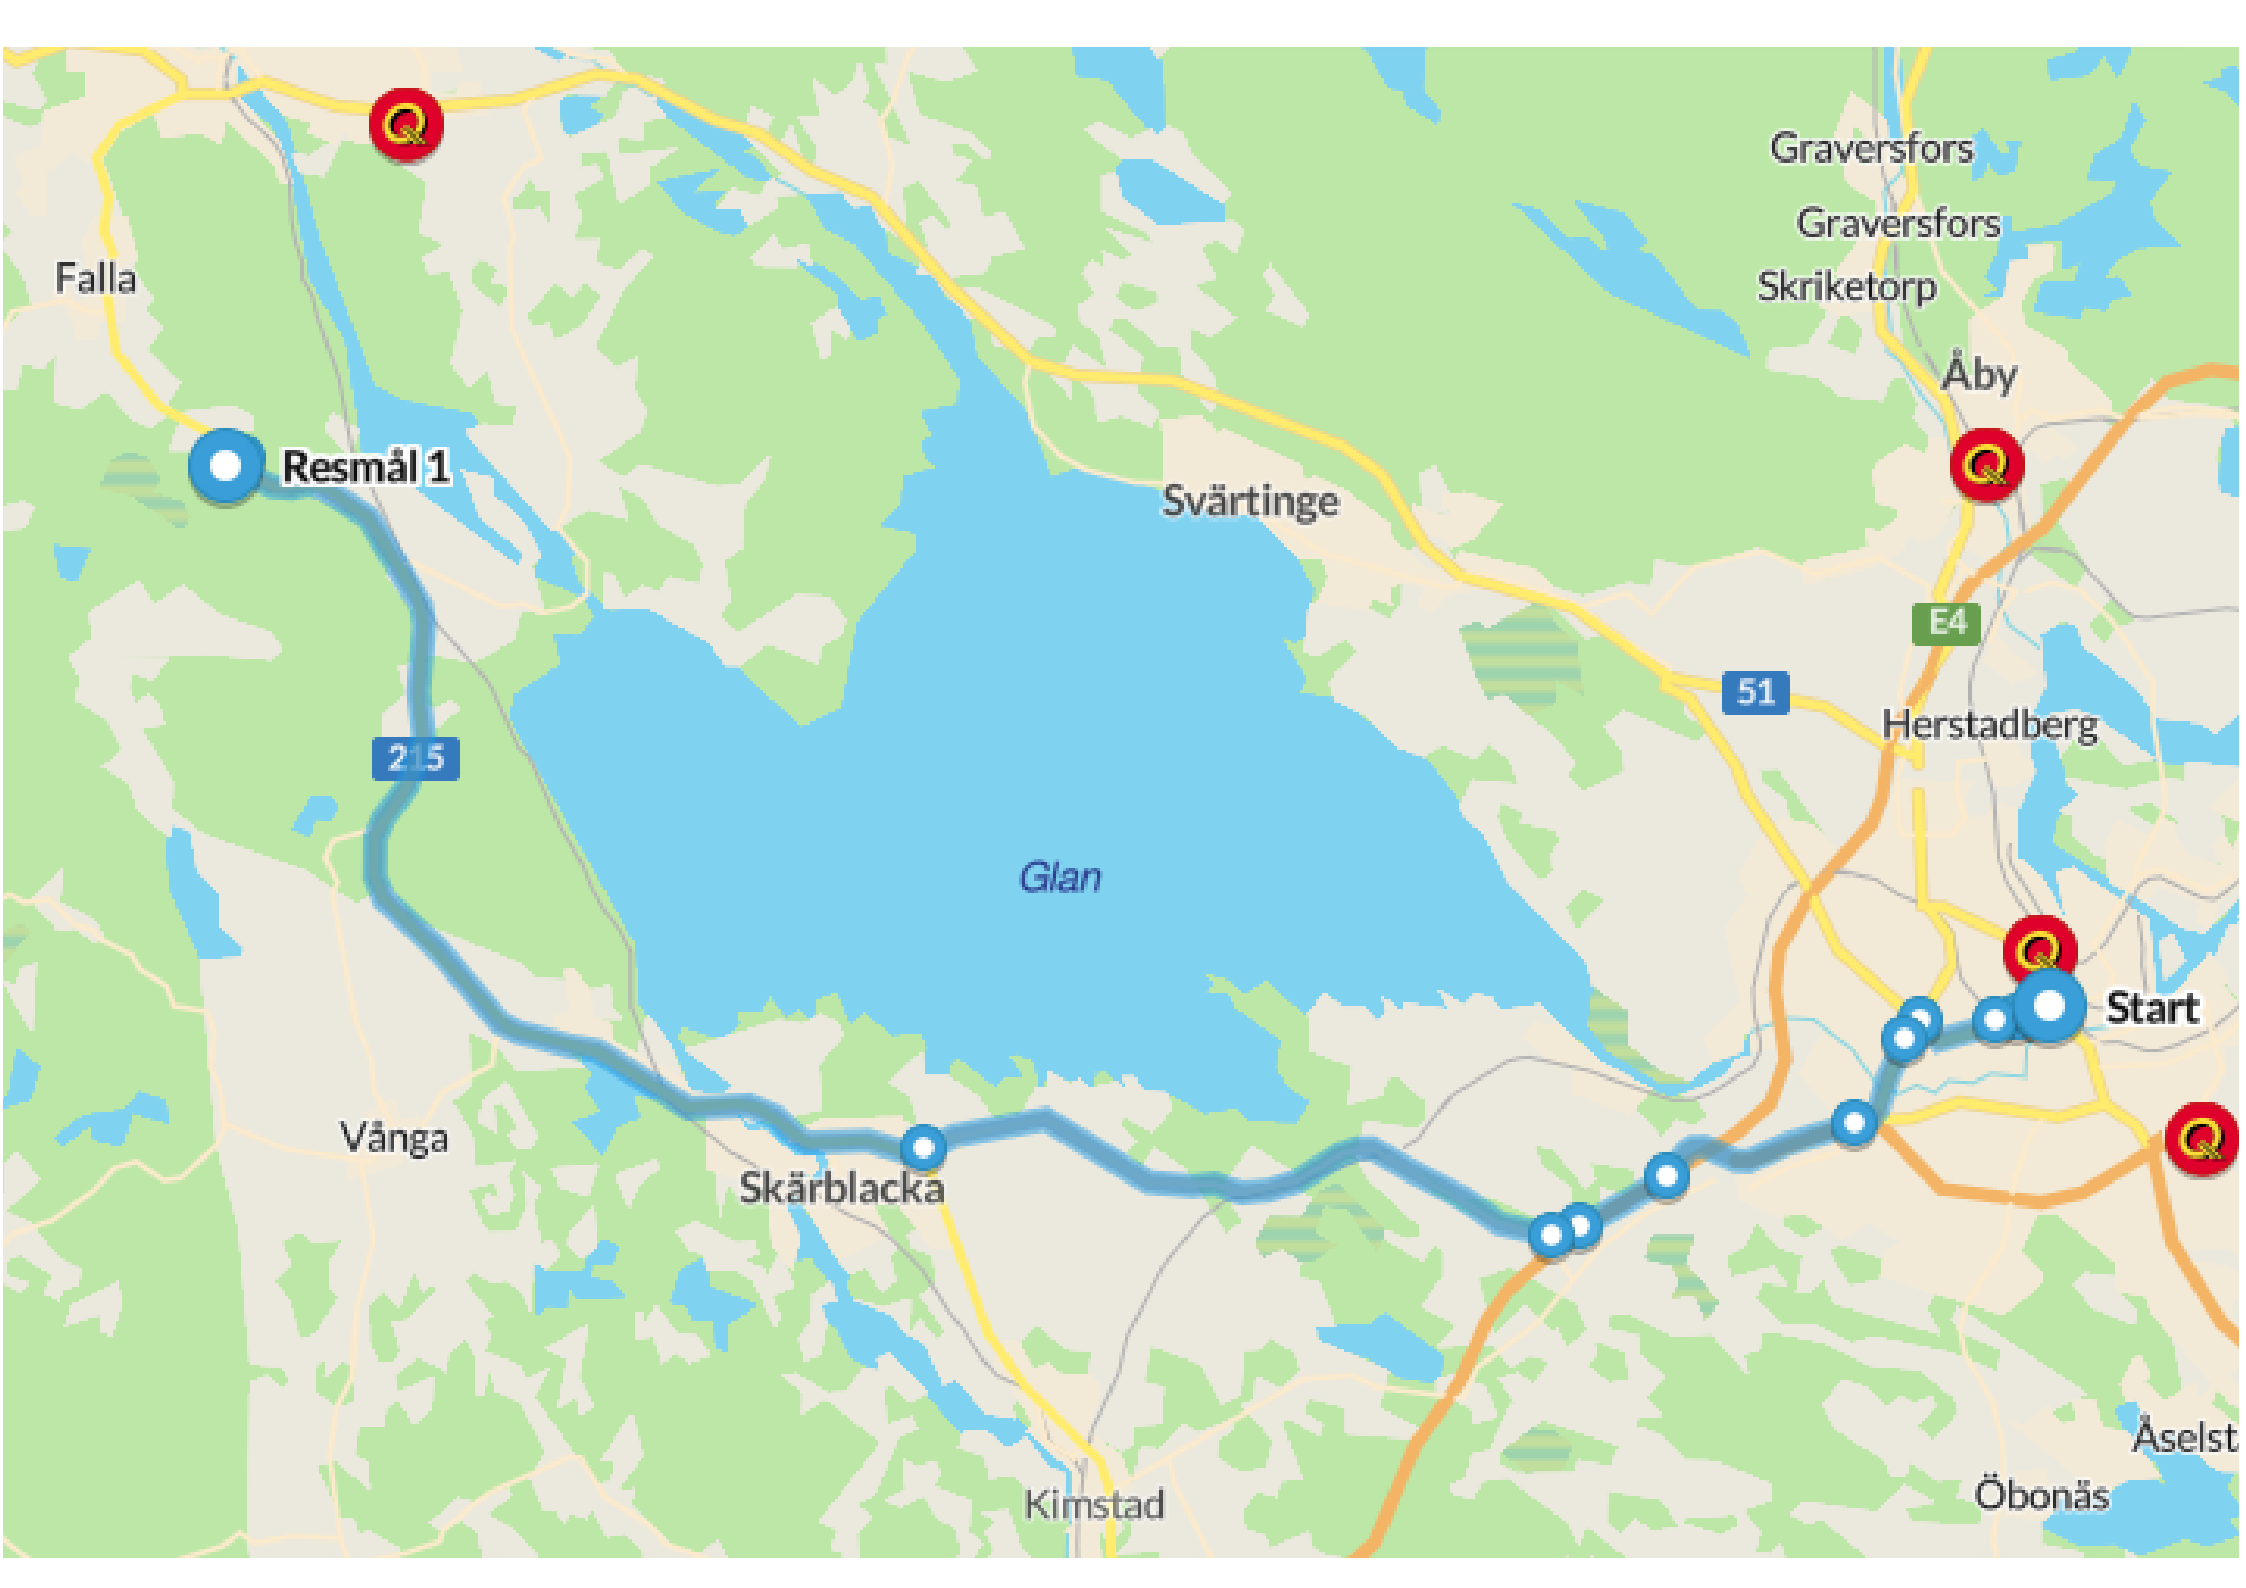 Q
Graversfors
Graversfors
Falla
Skriketorp
Åby
Q
Resmål 1
Svärtinge
E4
51
Herstadberg
215
Glan
Q
Start
Vånga
Q
Skärblacka
Åselst
Öbonäs
Kimstad